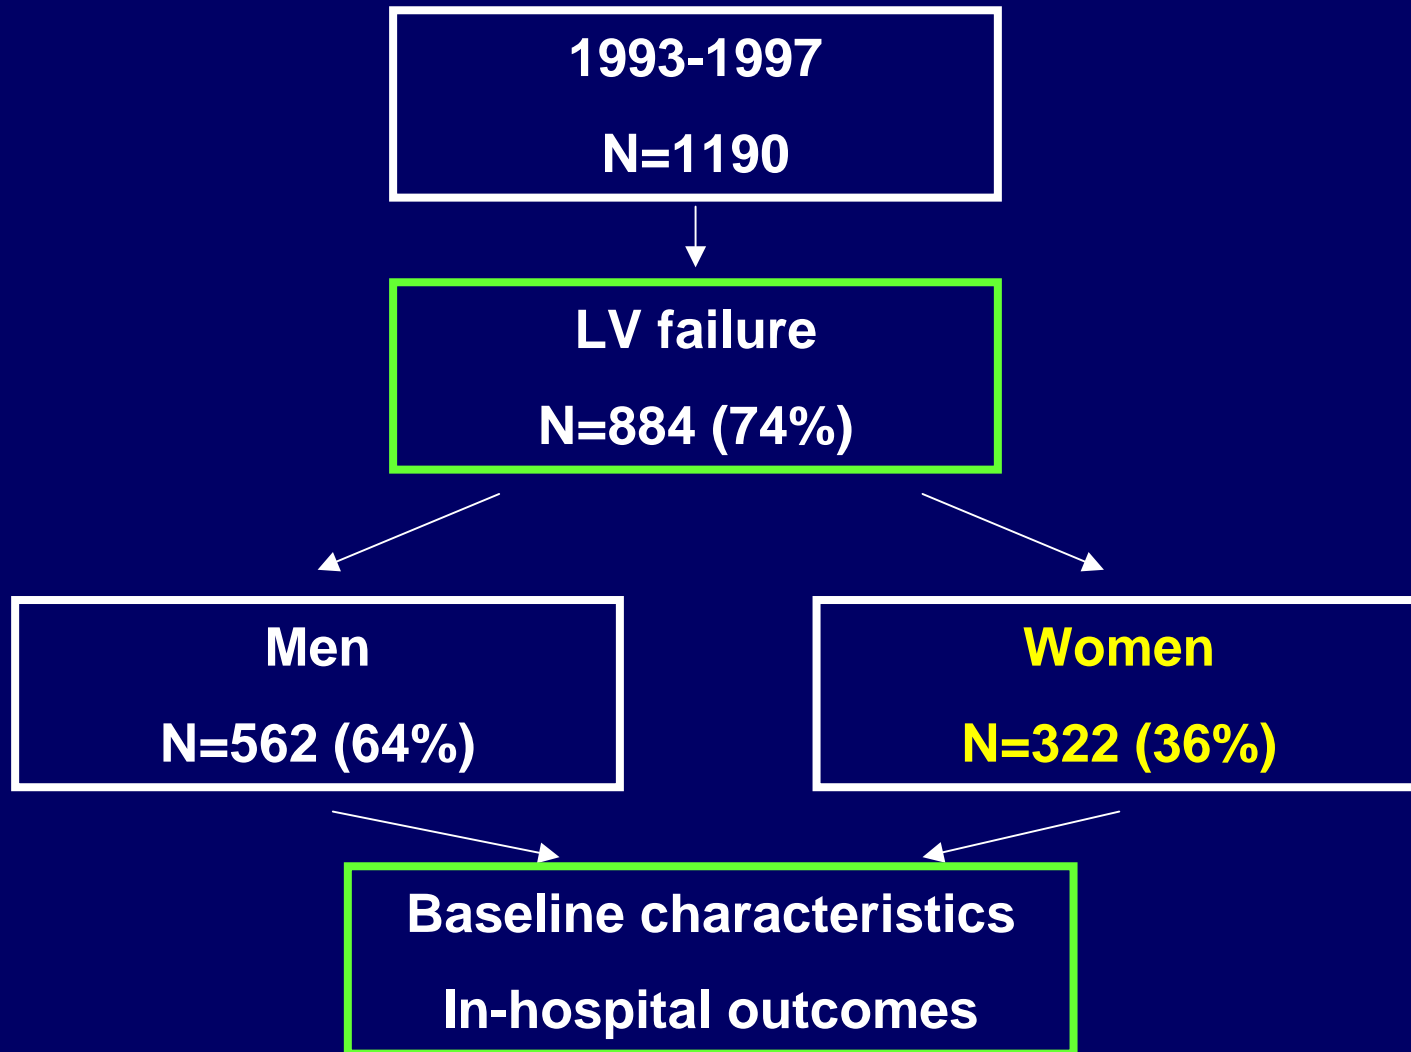 1993-1997
N=1190
LV failure
N=884 (74%)
Men
N=562 (64%)
Women
N=322 (36%)
Baseline characteristics
In-hospital outcomes